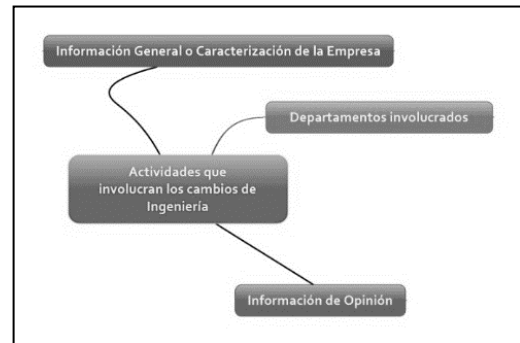 Información General o Caracterización de la Empresa
Departamentos involucrados
Actividades que
involucran los cambios de
Ingeniería
Información de Opinión